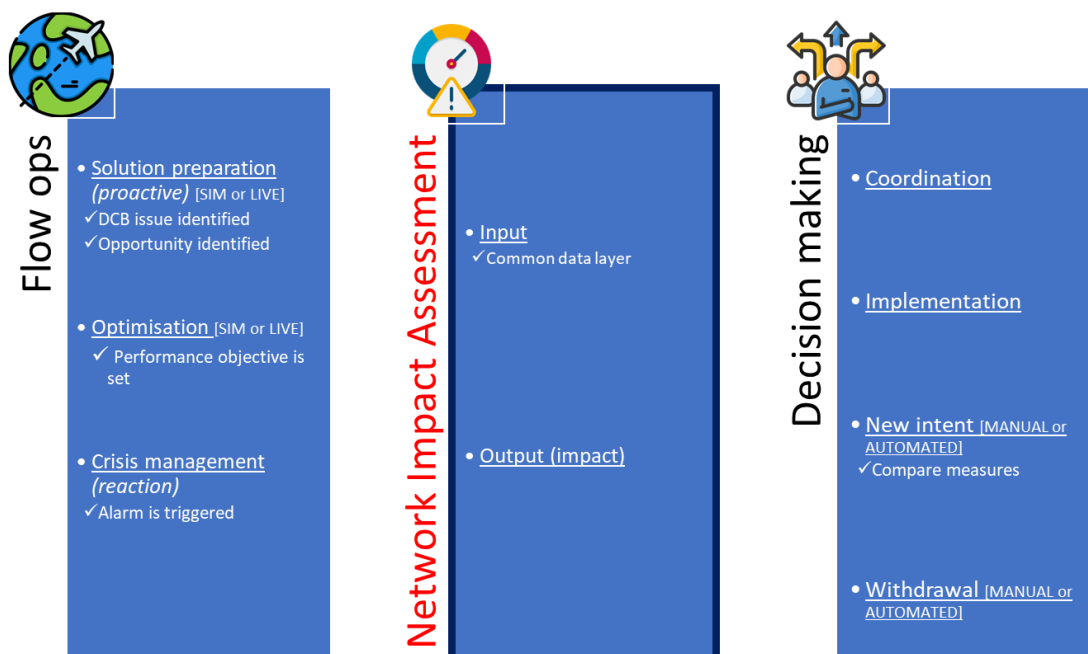 Flow ops
• Solution preparation
(proactive) [SIM or LIVE]
✓DCB issue identified
✓Opportunity identified
• Optimisation [SIM or LIVE]
✓ Performance objective is
set
• Crisis management
(reaction)
✓Alarm is triggered
Network Impact Assessment
• Input
✓Common data layer
• Output (impact)
Decision making
• Coordination
• Implementation
• New intent [MANUAL or
AUTOMATED]
✓Compare measures
• Withdrawal [MANUAL or
AUTOMATED]